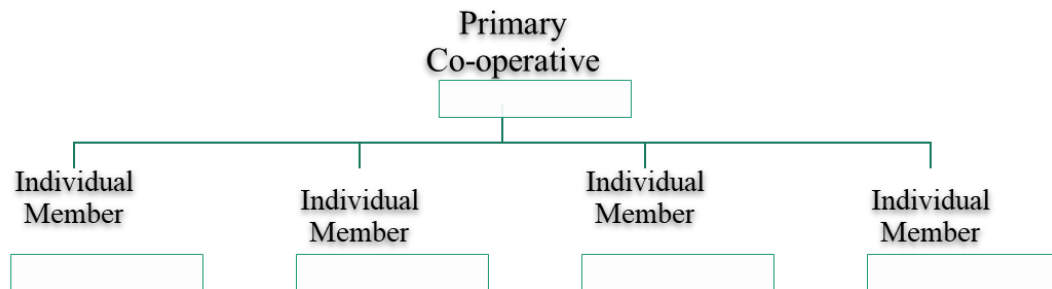 Primary
Co-operative
Individual
Member
Individual
Member
Individual
Member
Individual
Member